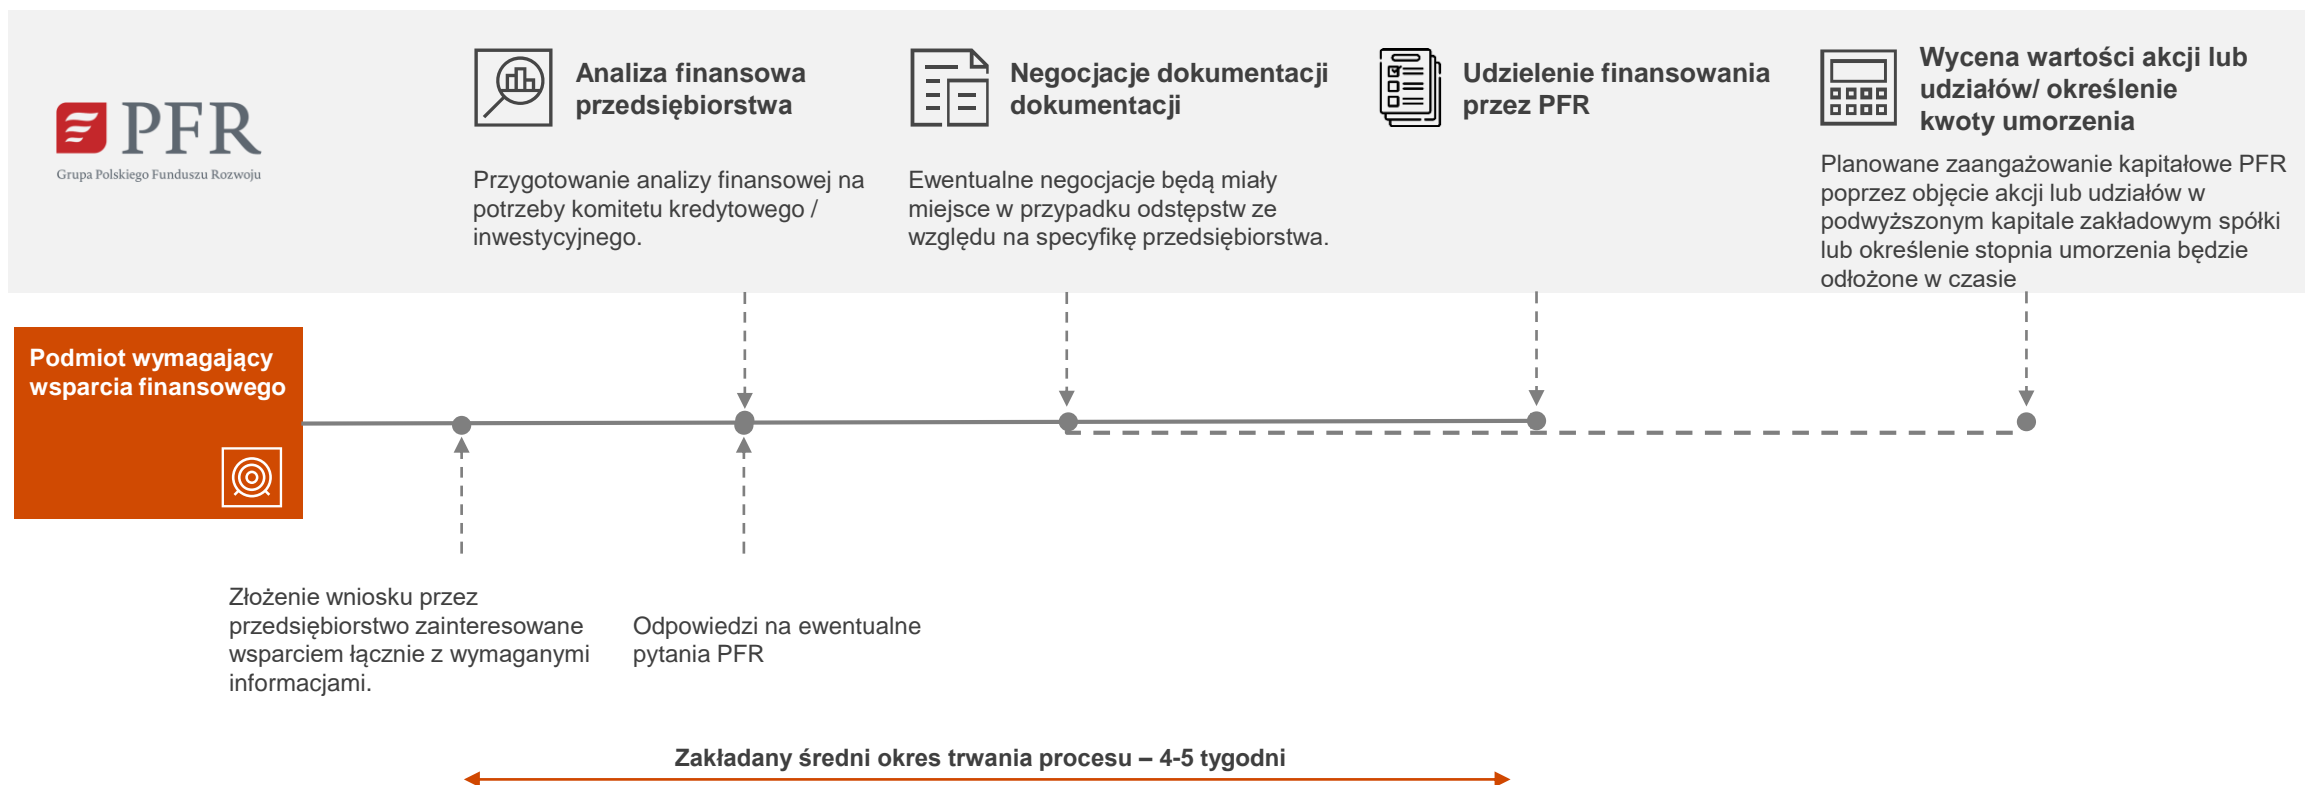 PFR
Grupa Polskiego Funduszu Rozwoju
Analiza finansowa
przedsiębiorstwa
Przygotowanie analizy finansowej na
potrzeby komitetu kredytowego /
inwestycyjnego.
Negocjacje dokumentacji
dokumentacji
Ewentualne negocjacje będą miały
miejsce w przypadku odstępstw ze
względu na specyfikę przedsiębiorstwa.
Udzielenie finansowania
przez PFR
Wycena wartości akcji lub
udziałów/ określenie
kwoty umorzenia
Planowane zaangażowanie kapitałowe PFR
poprzez objęcie akcji lub udziałów w
podwyższonym kapitale zakładowym spółki
lub określenie stopnia umorzenia będzie
odłożone w czasie
Podmiot wymagający
wsparcia finansowego
Złożenie wniosku przez
przedsiębiorstwo zainteresowane
wsparciem łącznie z wymaganymi
informacjami.
Odpowiedzi na ewentualne
pytania PFR
Zakładany średni okres trwania procesu – 4-5 tygodni